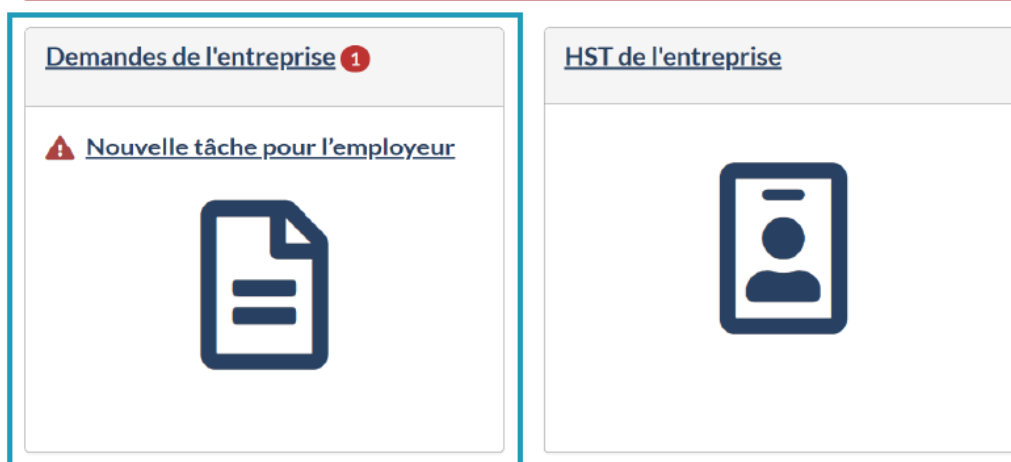 Demandes de l'entreprise 1
HST de l'entreprise
Nouvelle tâche pour l’employeur